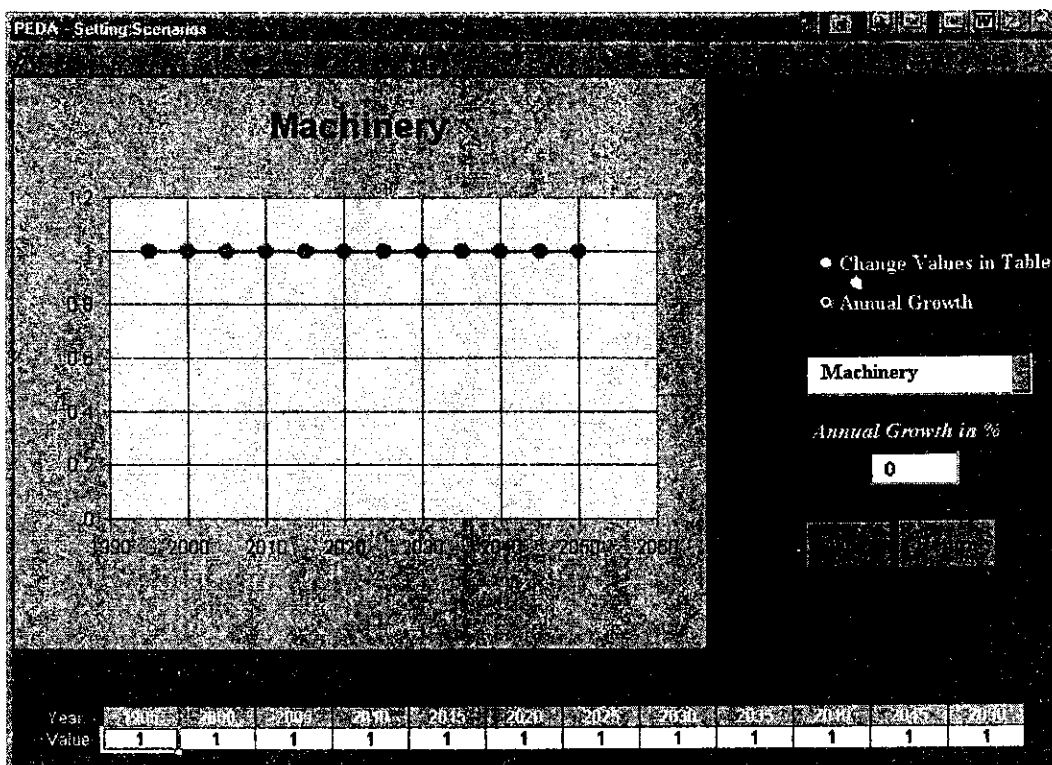 PEDA - Setting Scenarios
Machinery
1.2
1
0.8
0.6
0.4
0.2
0
1990 2000 2010 2020 2030 2040 2050 2060
Change Values in Table
Annual Growth
Machinery
Annual Growth in %
0
Year 1995 2000 2005 2010 2015 2020 2025 2030 2035 2040 2045 2050
Value 1 1 1 1 1 1 1 1 1 1 1 1